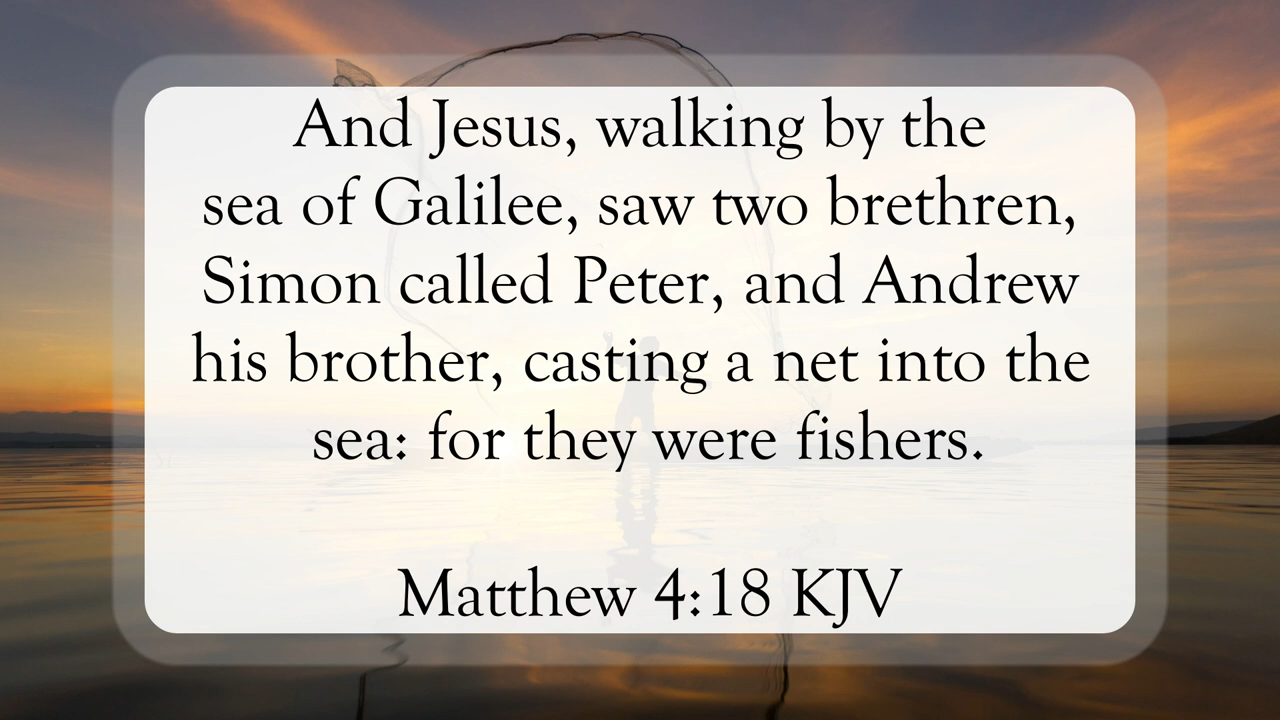 And Jesus, walking by the
sea of Galilee, saw two brethren,
Simon called Peter, and Andrew
his brother, casting a net into the
sea: for they were fishers.
Matthew 4:18 KJV